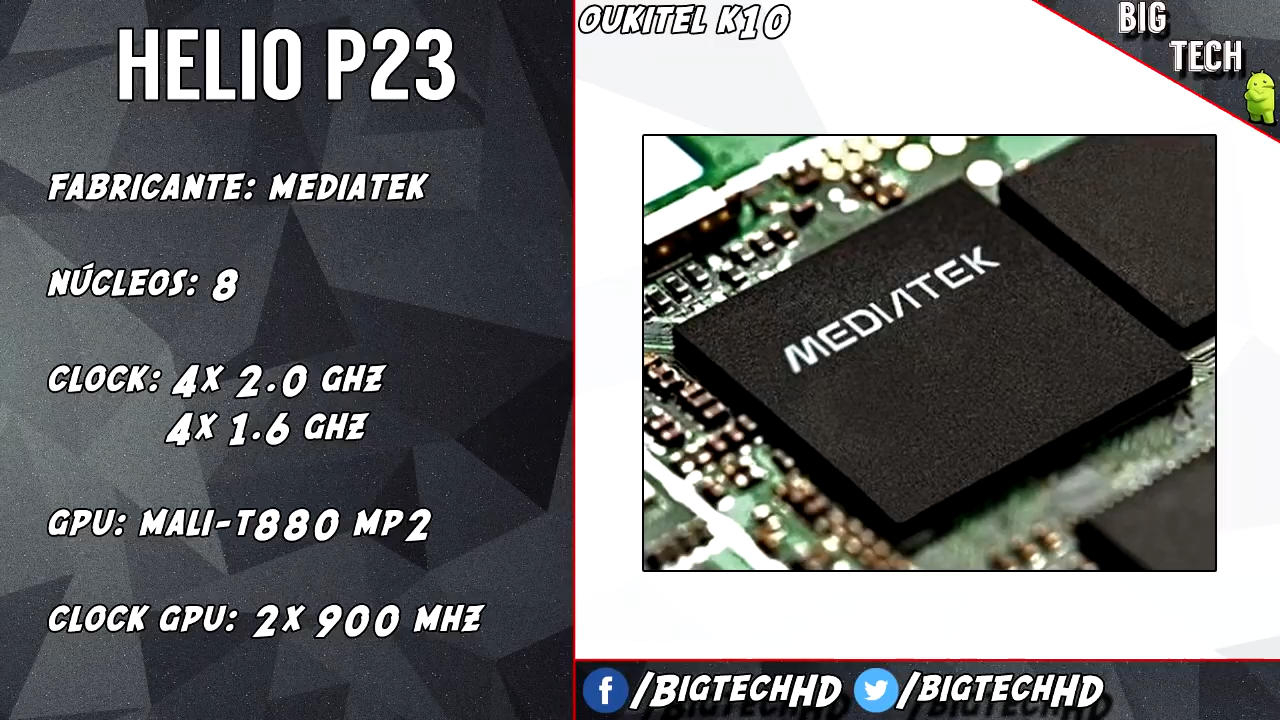 HELIO P23
FABRICANTE: MEDIATEK
NÚCLEOS: 8
CLOCK: 4X 2.0 GHZ
4X 1.6 GHZ
GPU: MALI-T880 MP2
CLOCK GPU: 2X 900 MHZ
OUKITEL K10
BIG
TECH
MEDIATEK
/BIGTECHHD /BIGTECHHD